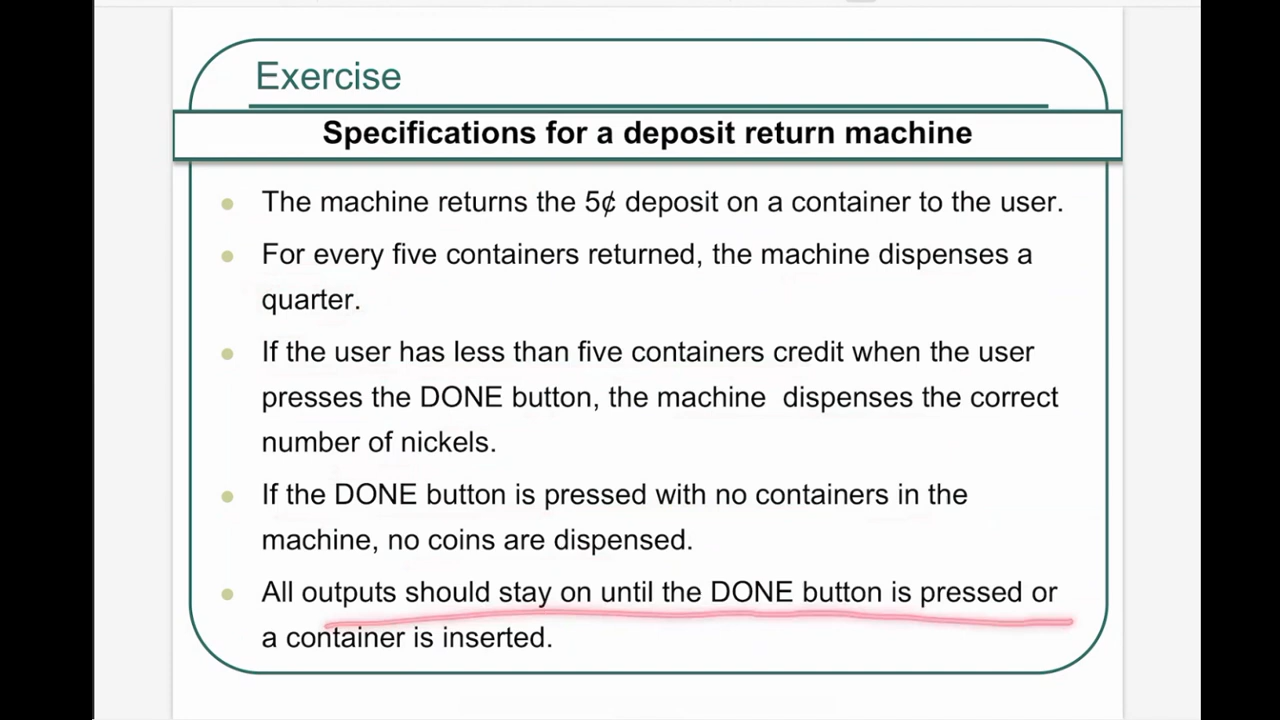 Exercise
Specifications for a deposit return machine
The machine returns the 5¢ deposit on a container to the user.
For every five containers returned, the machine dispenses a
quarter.
If the user has less than five containers credit when the user
presses the DONE button, the machine dispenses the correct
number of nickels.
If the DONE button is pressed with no containers in the
machine, no coins are dispensed.
All outputs should stay on until the DONE button is pressed or
a container is inserted.